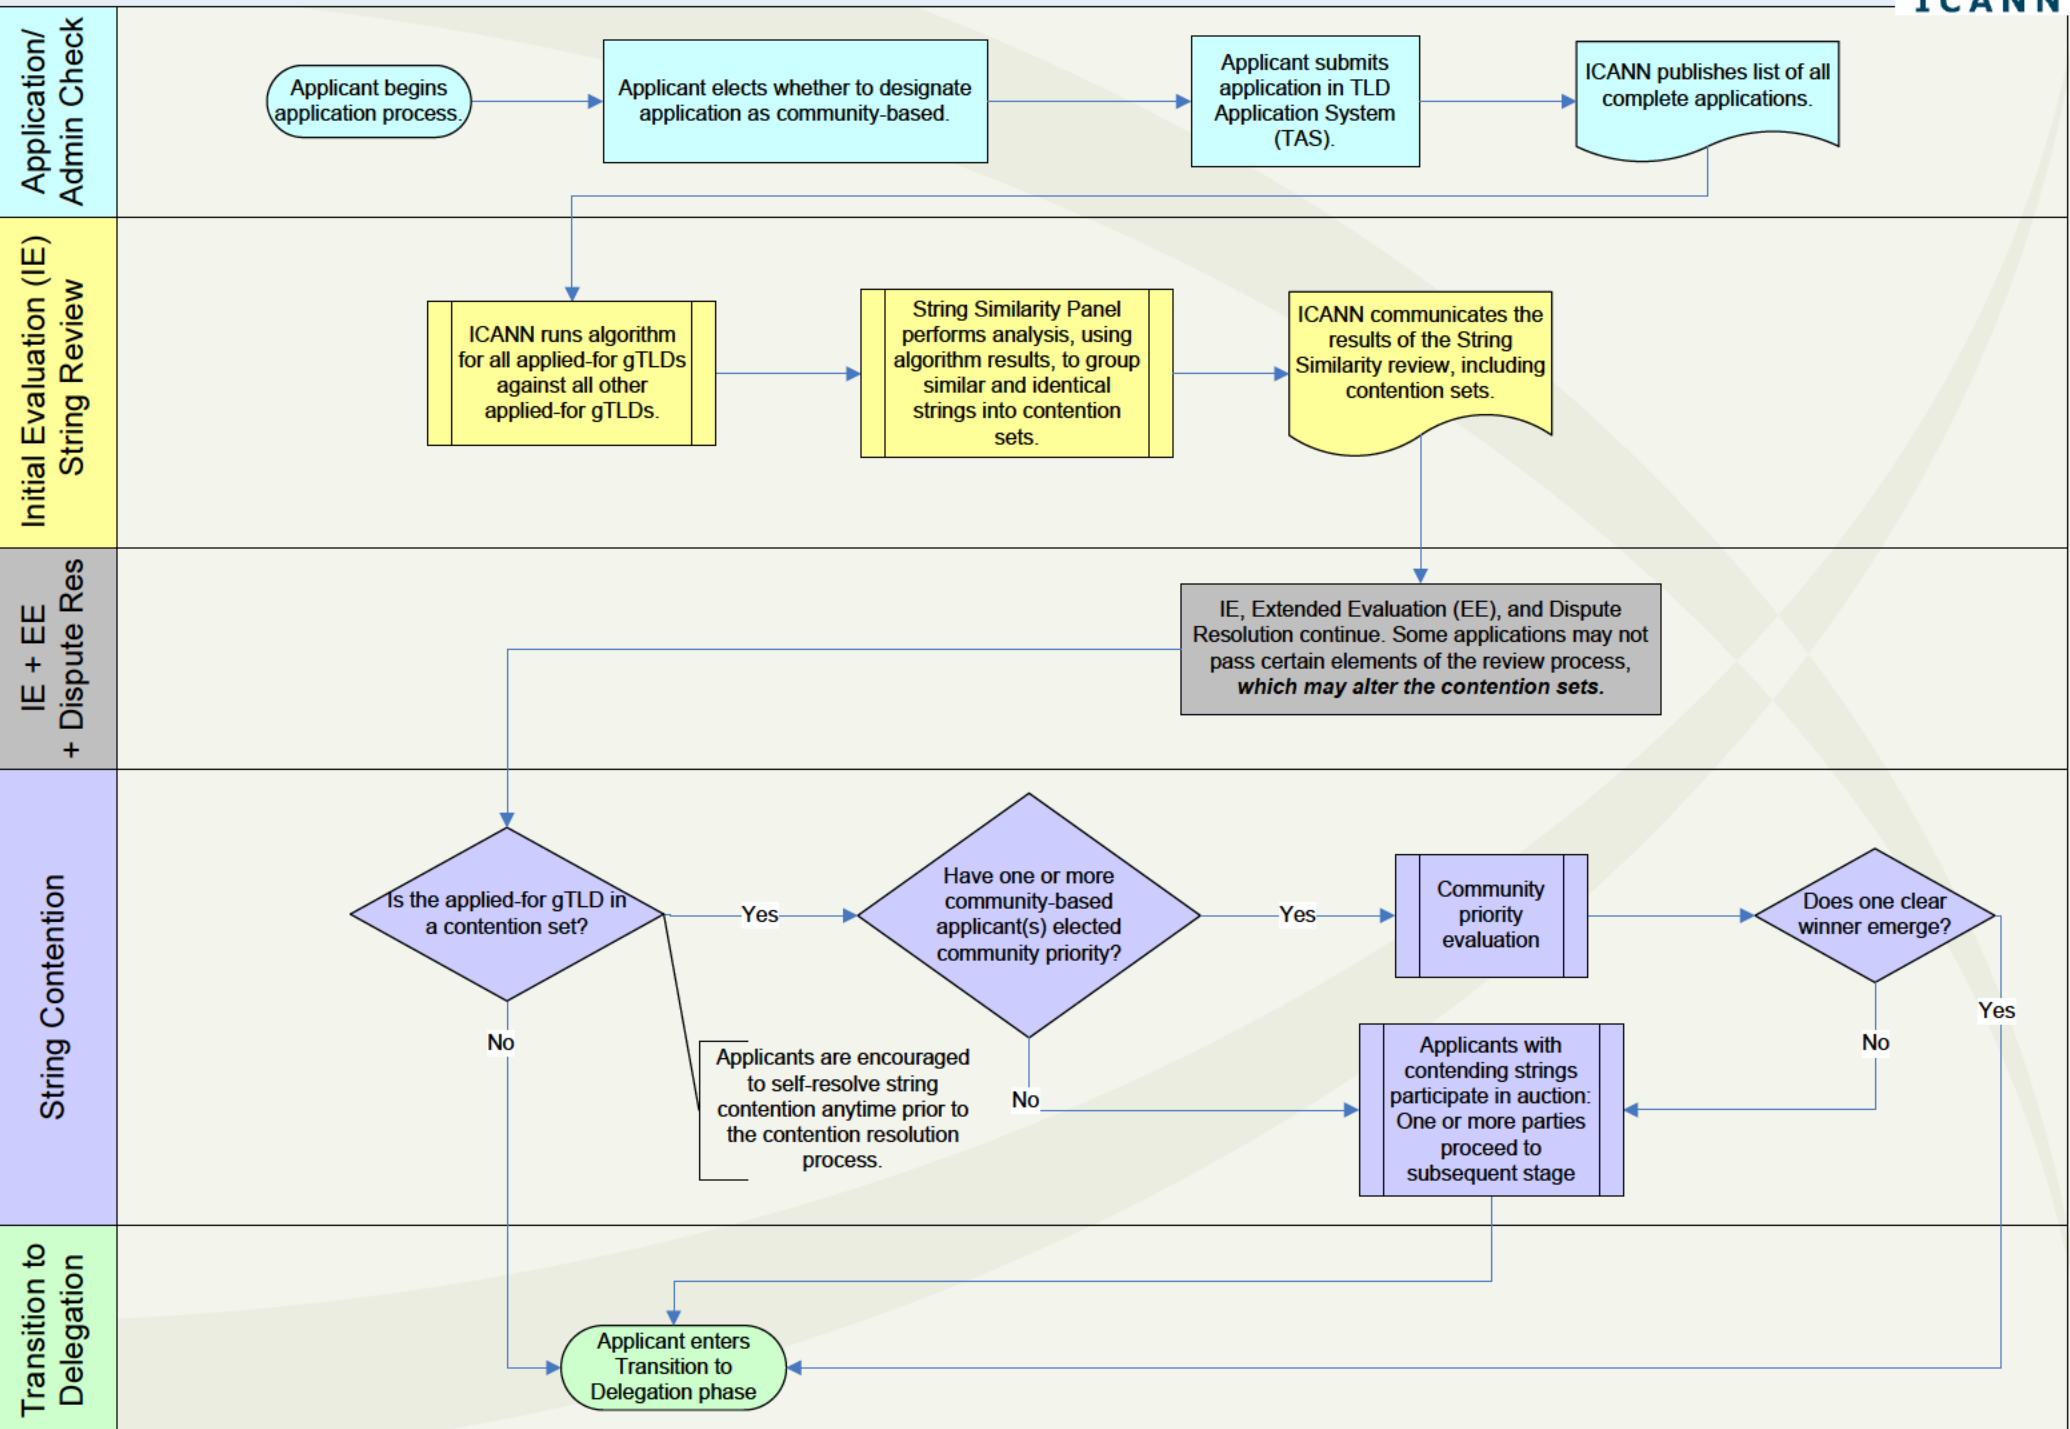 ICANN
Application/
Admin Check
Applicant begins
application process.
Applicant elects whether to designate
application as community-based.
Applicant submits
application in TLD
Application System
(TAS).
ICANN publishes list of all
complete applications.
Initial Evaluation (IE)
String Review
ICANN runs algorithm
for all applied-for gTLDs
against all other
applied-for gTLDs.
String Similarity Panel
performs analysis, using
algorithm results, to group
similar and identical
strings into contention
sets.
ICANN communicates the
results of the String
Similarity review, including
contention sets.
IE + EE
+ Dispute Res
IE, Extended Evaluation (EE), and Dispute
Resolution continue. Some applications may not
pass certain elements of the review process,
which may alter the contention sets.
String Contention
Is the applied-for gTLD in
a contention set?
Yes
Have one or more
community-based
applicant(s) elected
community priority?
Yes
Community
priority
evaluation
Does one clear
winner emerge?
No
Applicants are encouraged
to self-resolve string
contention anytime prior to
the contention resolution
process.
No
Applicants with
contending strings
participate in auction:
One or more parties
proceed to
subsequent stage
No
Yes
Transition to
Delegation
Applicant enters
Transition to
Delegation phase